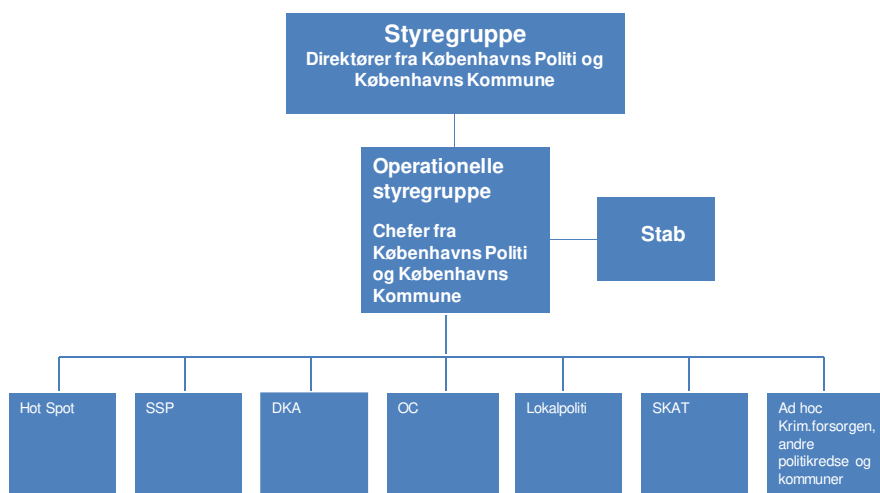 Styregruppe
Direktører fra Københavns Politi og
Københavns Kommune
Operationelle
styregruppe
Chefer fra
Københavns Politi
og Københavns
Kommune
Stab
Hot Spot
SSP
DKA
OC
Lokalpoliti
SKAT
Ad hoc
Krim.forsorgen,
andre
politikredse og
kommuner